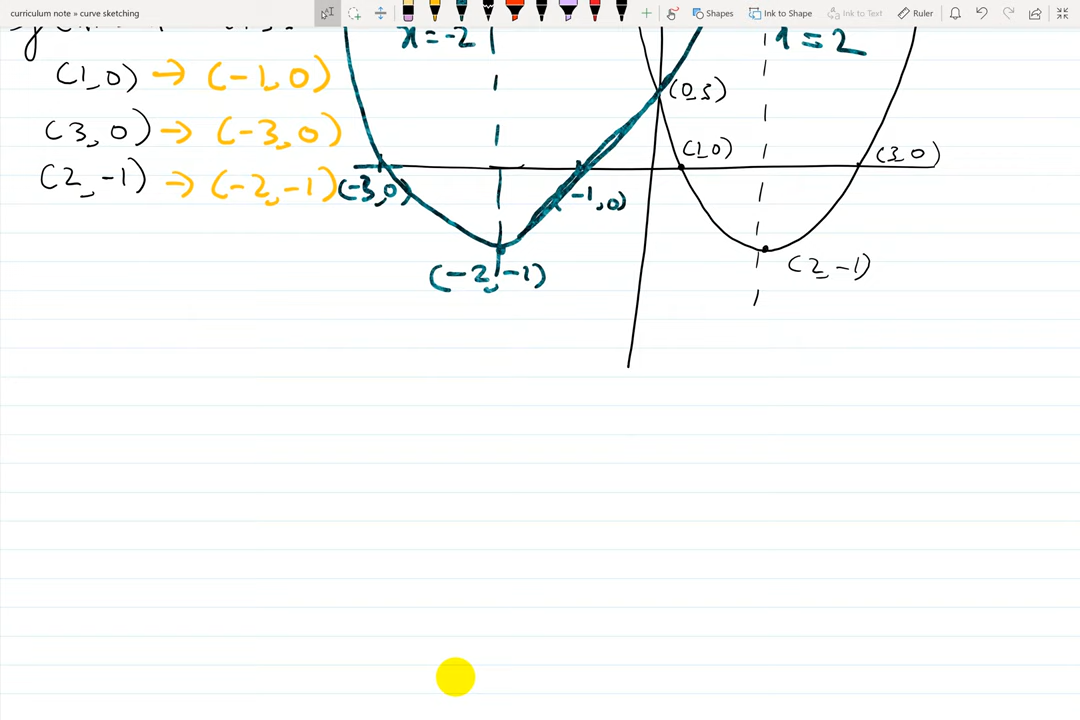 curriculum note » curve sketching
Shapes
Ink to Shape
Ink to Text
Ruler
x=-2
x=2
(1,0) → (-1,0)
(3,0) → (-3,0)
(2,-1) → (-2,-1)
(0,3)
(1,0)
(3,0)
(-3,0)
(-1,0)
(-2,-1)
(2,-1)